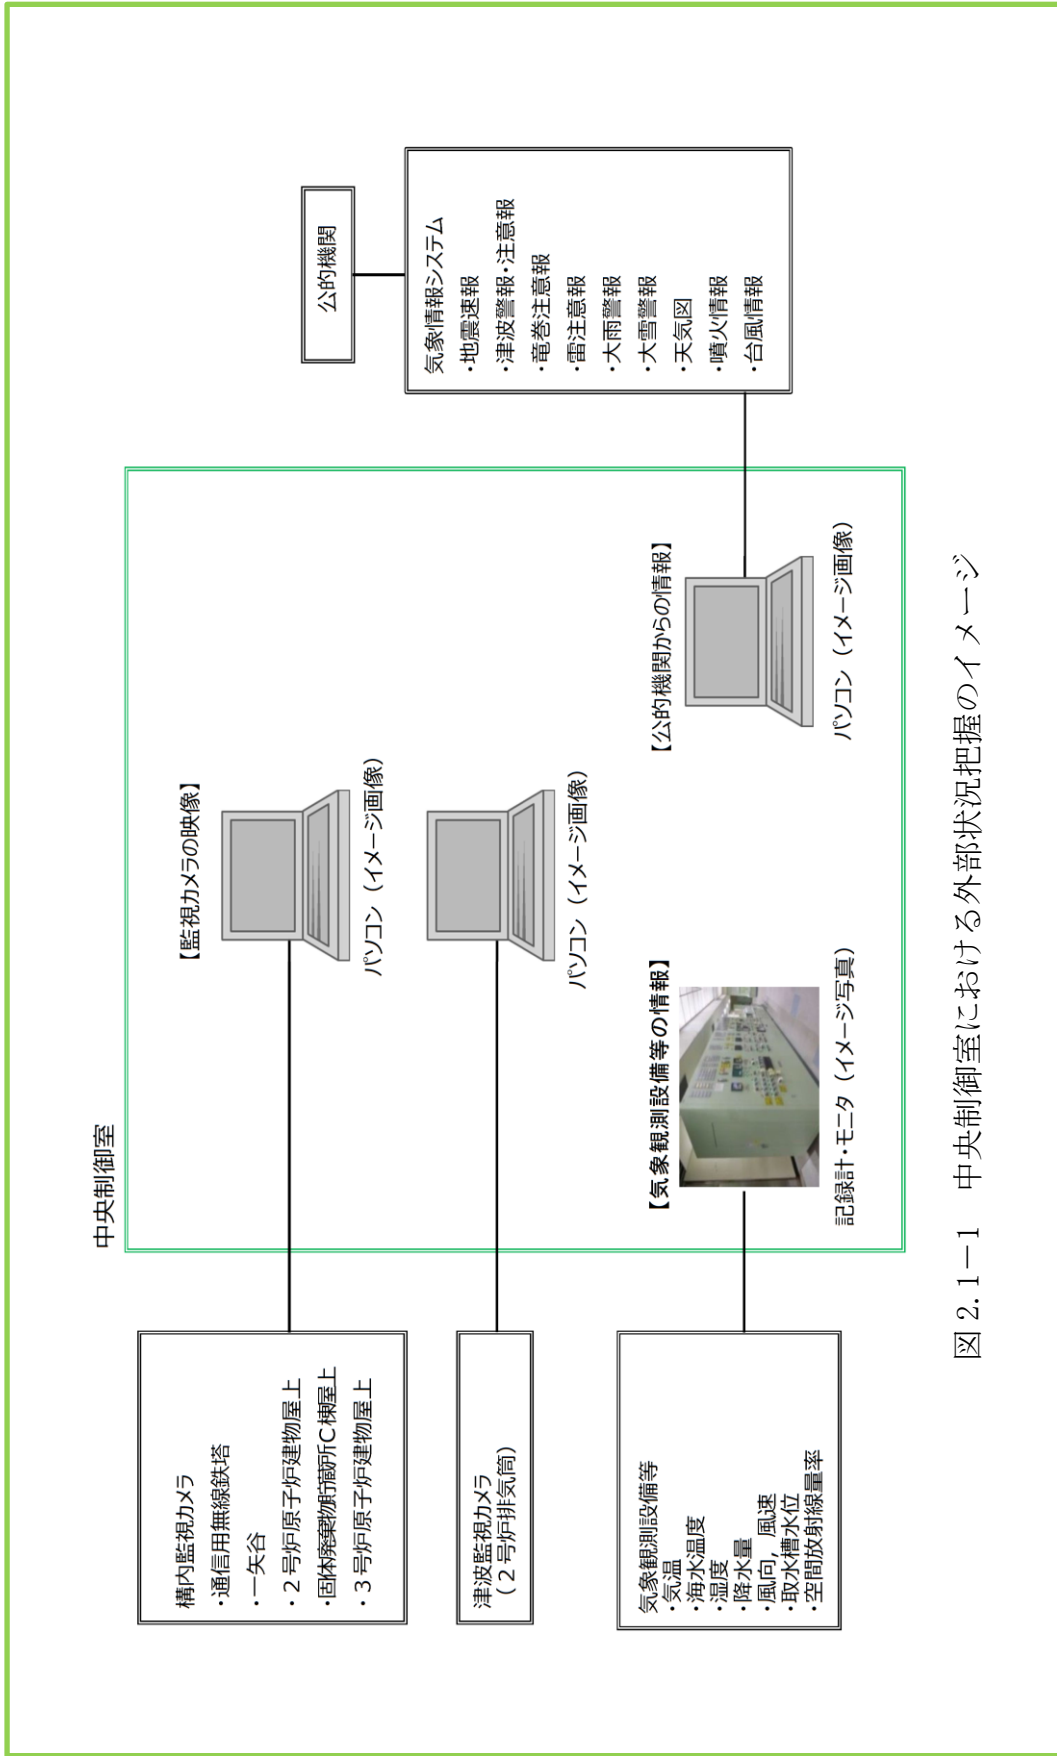 中央制御室
構内監視カメラ
・通信用無線鉄塔
・一矢谷
・２号炉原子炉建物屋上
・固体廃棄物貯蔵所C棟屋上
・３号炉原子炉建物屋上
津波監視カメラ
（２号炉排気筒）
気象観測設備等
・気温
・海水温度
・湿度
・降水量
・風向，風速
・取水槽水位
・空間放射線量率
【監視カメラの映像】
パソコン（イメージ画像）
パソコン（イメージ画像）
【気象観測設備等の情報】
記録計・モニタ（イメージ写真）
【公的機関からの情報】
パソコン（イメージ画像）
公的機関
気象情報システム
・地震速報
・津波警報・注意報
・竜巻注意報
・雷注意報
・大雨警報
・大雪警報
・天気図
・噴火情報
・台風情報
図 2.1－1　中央制御室における外部状況把握のイメージ